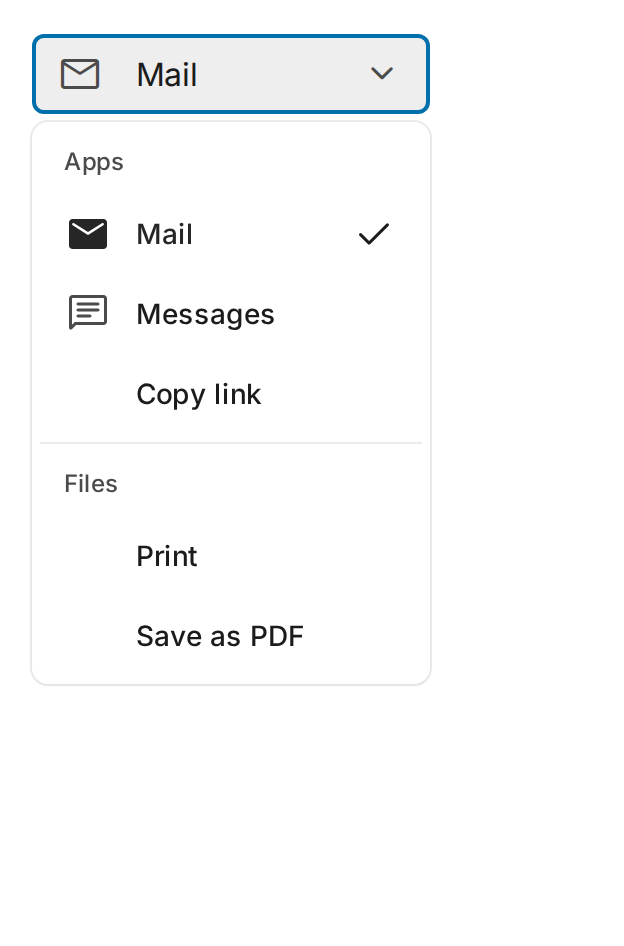 Mail
Apps
Mail
Messages
Copy link
Files
Print
Save as PDF